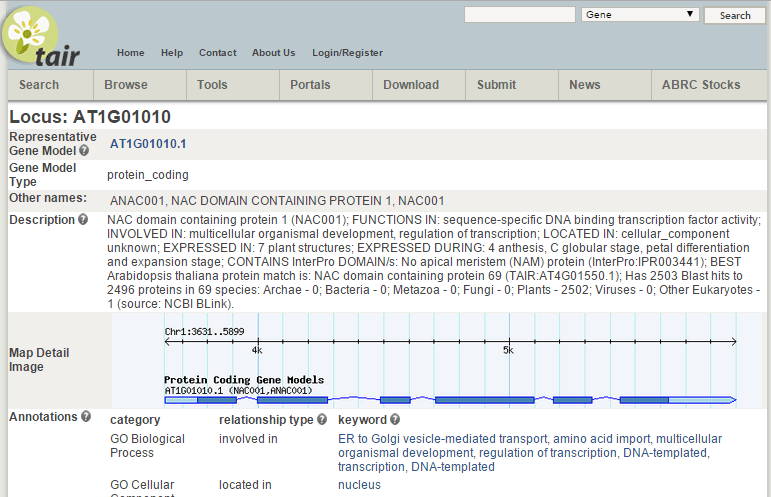 Gene
Search
tair
Home Help Contact About Us Login/Register
Search Browse Tools Portals Download Submit News ABRC Stocks
Locus: AT1G01010
Representative
Gene Model ? AT1G01010.1
Gene Model
Type protein_coding
Other names: ANAC001, NAC DOMAIN CONTAINING PROTEIN 1, NAC001
Description ? NAC domain containing protein 1 (NAC001); FUNCTIONS IN: sequence-specific DNA binding transcription factor activity;
INVOLVED IN: multicellular organismal development, regulation of transcription; LOCATED IN: cellular_component
unknown; EXPRESSED IN: 7 plant structures; EXPRESSED DURING: 4 anthesis, C globular stage, petal differentiation
and expansion stage; CONTAINS InterPro DOMAIN/s: No apical meristem (NAM) protein (InterPro:IPR003441); BEST
Arabidopsis thaliana protein match is: NAC domain containing protein 69 (TAIR:AT4G01550.1); Has 2503 Blast hits to
2496 proteins in 69 species: Archae - 0; Bacteria - 0; Metazoa - 0; Fungi - 0; Plants - 2502; Viruses - 0; Other Eukaryotes -
1 (source: NCBI BLink).
Map Detail
Image
Chr1:3631..5899
4k 5k
Protein Coding Gene Models
AT1G01010.1 (NAC001,ANAC001)
Annotations ? category relationship type ? keyword ?
GO Biological
Process involved in ER to Golgi vesicle-mediated transport, amino acid import, multicellular
organismal development, regulation of transcription, DNA-templated,
transcription, DNA-templated
GO Cellular located in nucleus
Component